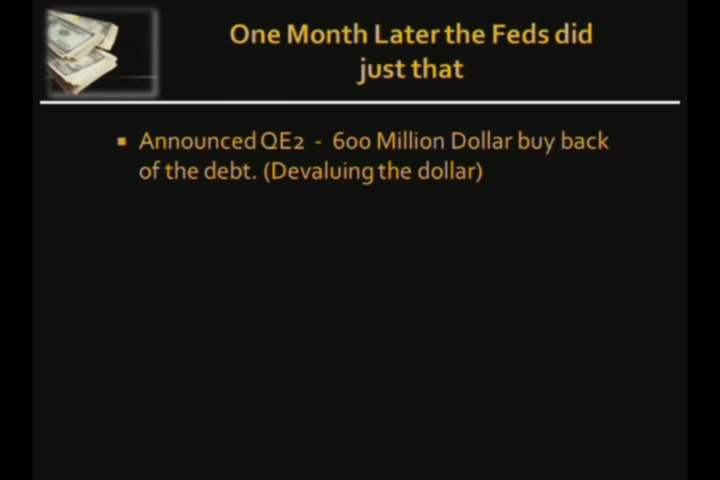 One Month Later the Feds did
just that
Announced QE2 - 600 Million Dollar buy back
of the debt. (Devaluing the dollar)